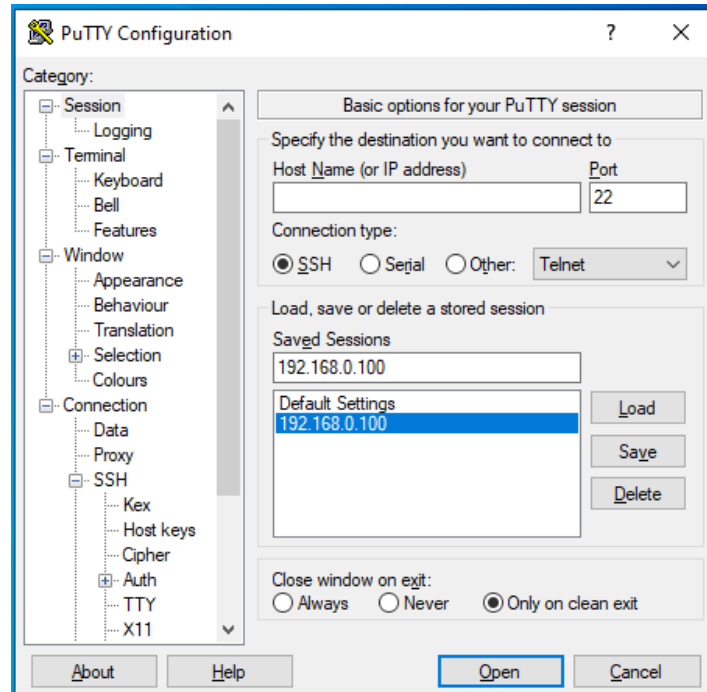 PuTTY Configuration
?
Category:
Session
Logging
Terminal
Keyboard
Bell
Features
Window
Appearance
Behaviour
Translation
Selection
Colours
Connection
Data
Proxy
SSH
Kex
Host keys
Cipher
Auth
TTY
X11
Basic options for your PuTTY session
Specify the destination you want to connect to
Host Name (or IP address) Port
22
Connection type:
SSH Serial Other: Telnet
Load, save or delete a stored session
Saved Sessions
192.168.0.100
Default Settings
192.168.0.100
Load
Save
Delete
Close window on exit:
Always Never Only on clean exit
About Help Open Cancel